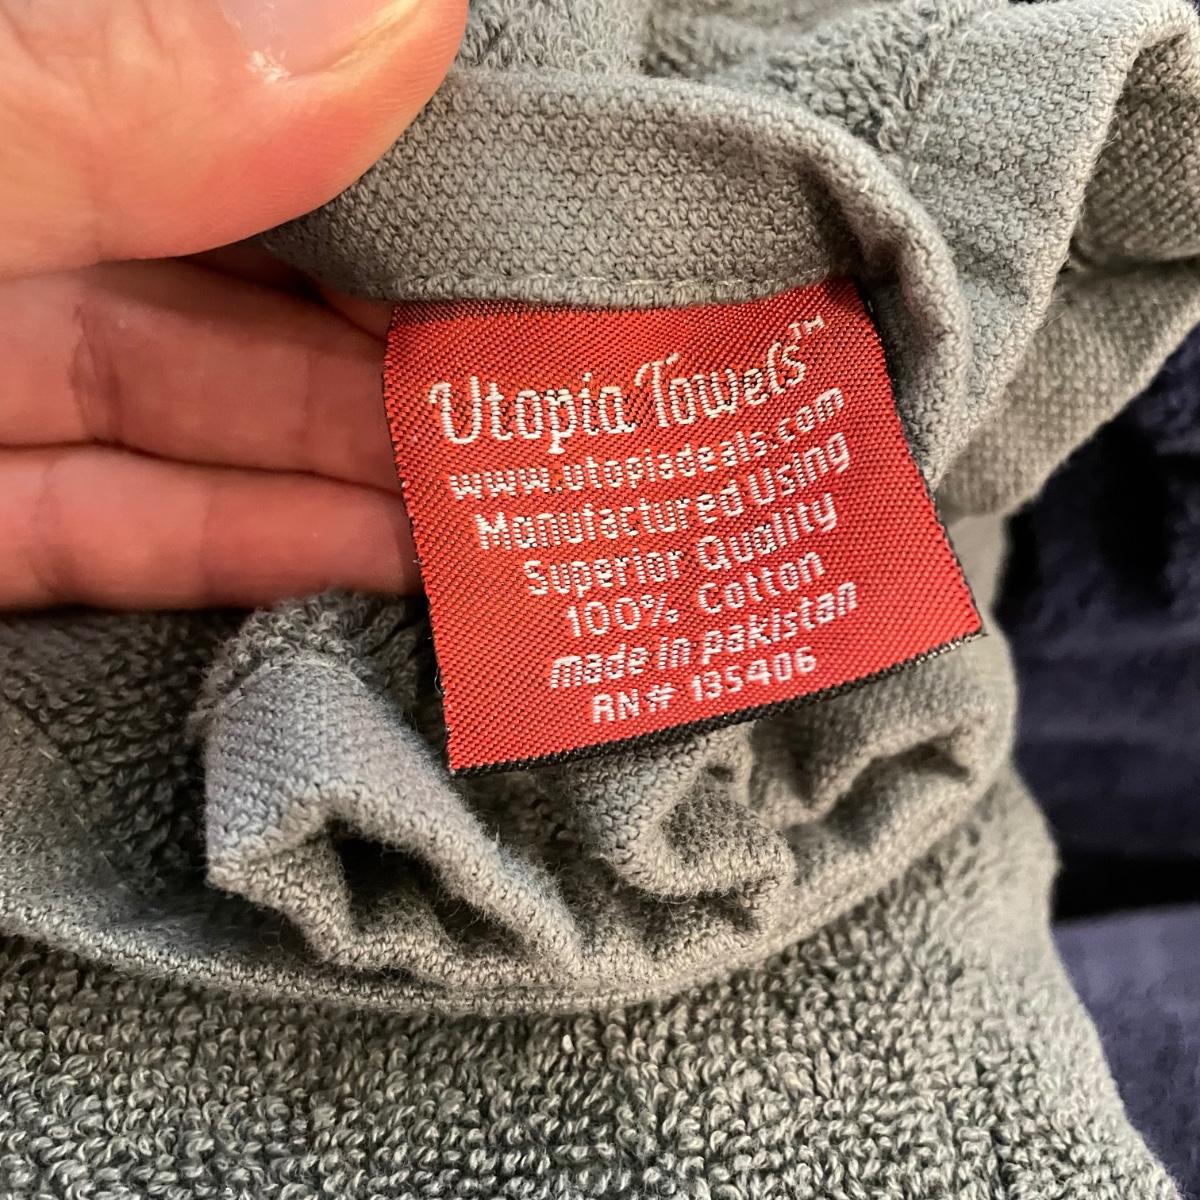 Utopia Towels™
www.utopiadeals.com
Manufactured Using
Superior Quality
100% Cotton
made in pakistan
RN# 135406